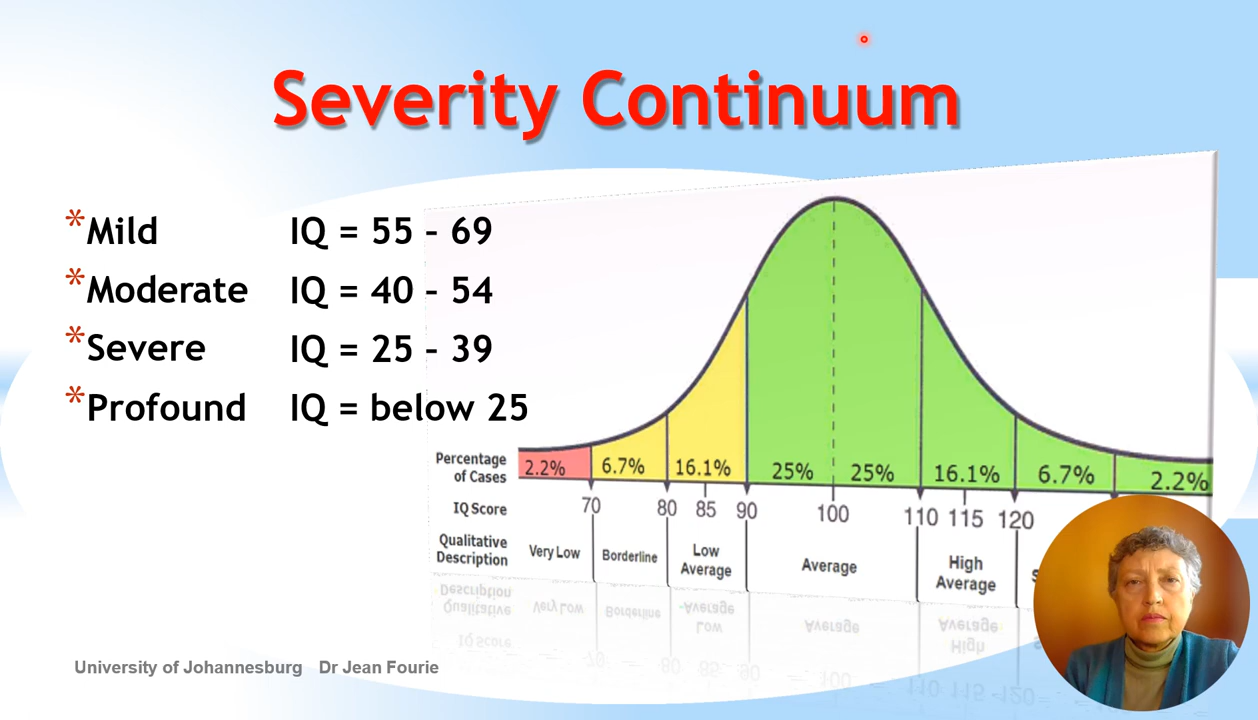 Severity Continuum
*Mild IQ = 55 - 69
*Moderate IQ = 40 - 54
*Severe IQ = 25 - 39
*Profound IQ = below 25
Percentage
of Cases
2.2% 6.7% 16.1% 25% 25% 16.1% 6.7% 2.2%
IQ Score
70 80 85 90 100 110 115 120
Qualitative
Description
Very Low
Borderline
Low
Average
Average
High
Average
University of Johannesburg Dr Jean Fourie